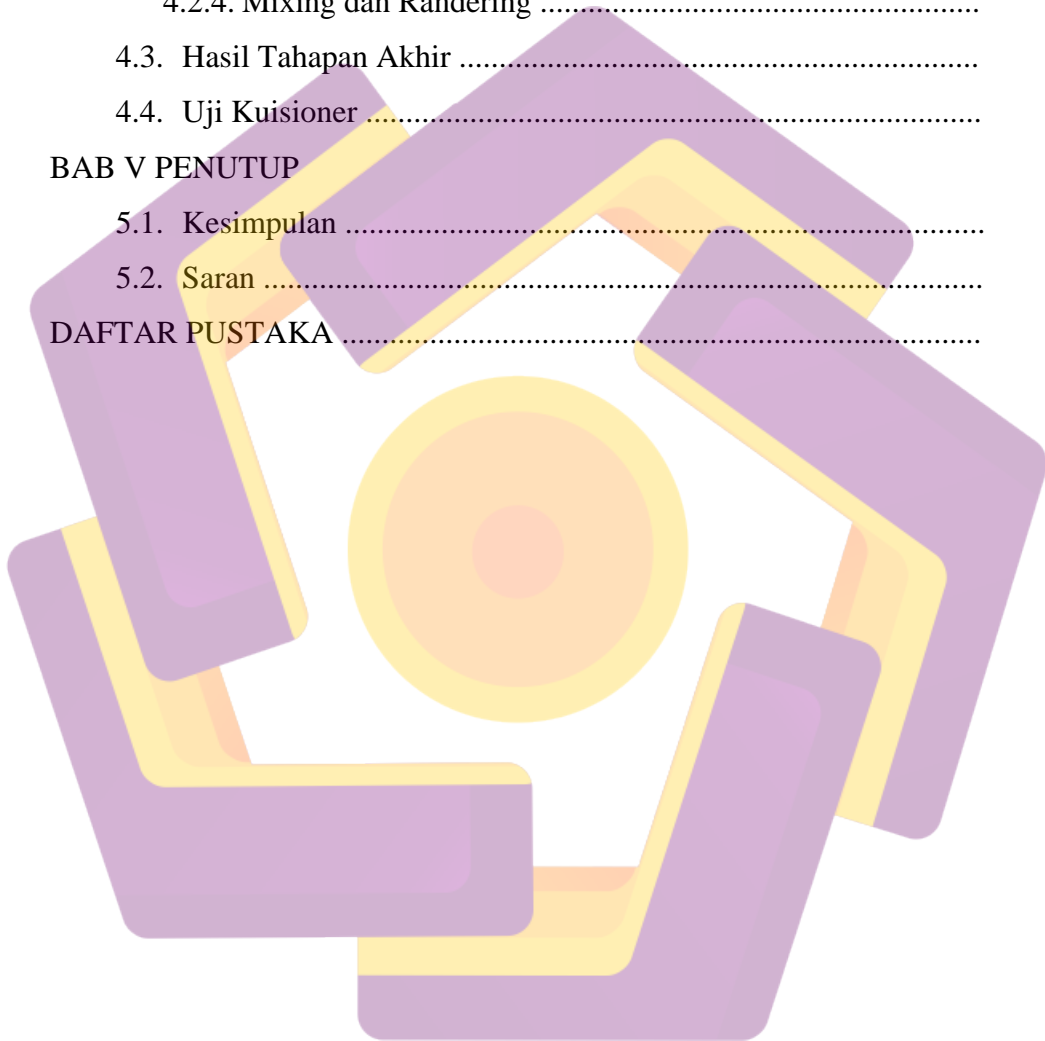 4.2.4. Mixing dan Randering ........................................................
4.3. Hasil Tahapan Akhir ..................................................................
4.4. Uji Kuisioner ...............................................................................
BAB V PENUTUP
5.1. Kesimpulan .................................................................................
5.2. Saran ...........................................................................................
DAFTAR PUSTAKA .................................................................................